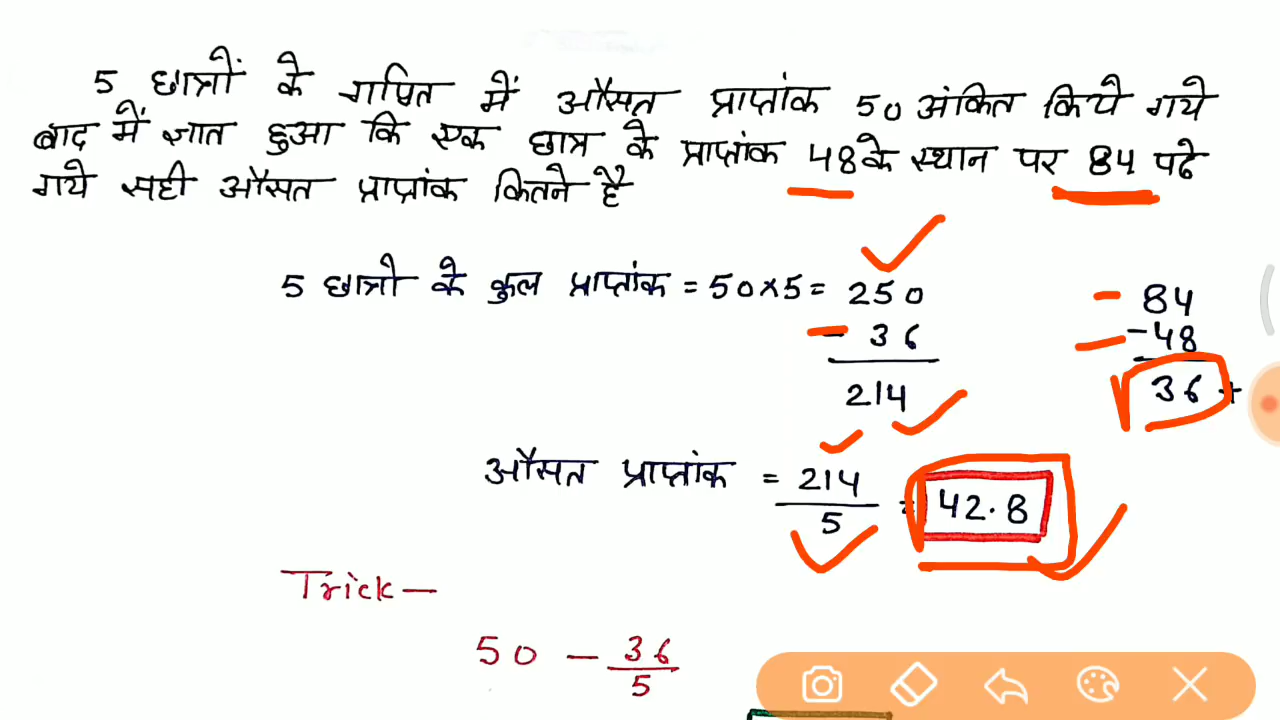 5 छात्रों के गणित में औसत प्राप्तांक 50 अंकित किये गये
बाद में ज्ञात हुआ कि एक छात्र के प्राप्तांक 48 के स्थान पर 84 पढे
गये सही औसत प्राप्तांक कितने है
5 छात्रो के कुल प्राप्तांक = 50×5 = 250
- 36
214
84
-48
36 +
औसत प्राप्तांक = 214/5 = 42.8
Trick—
50 — 36/5